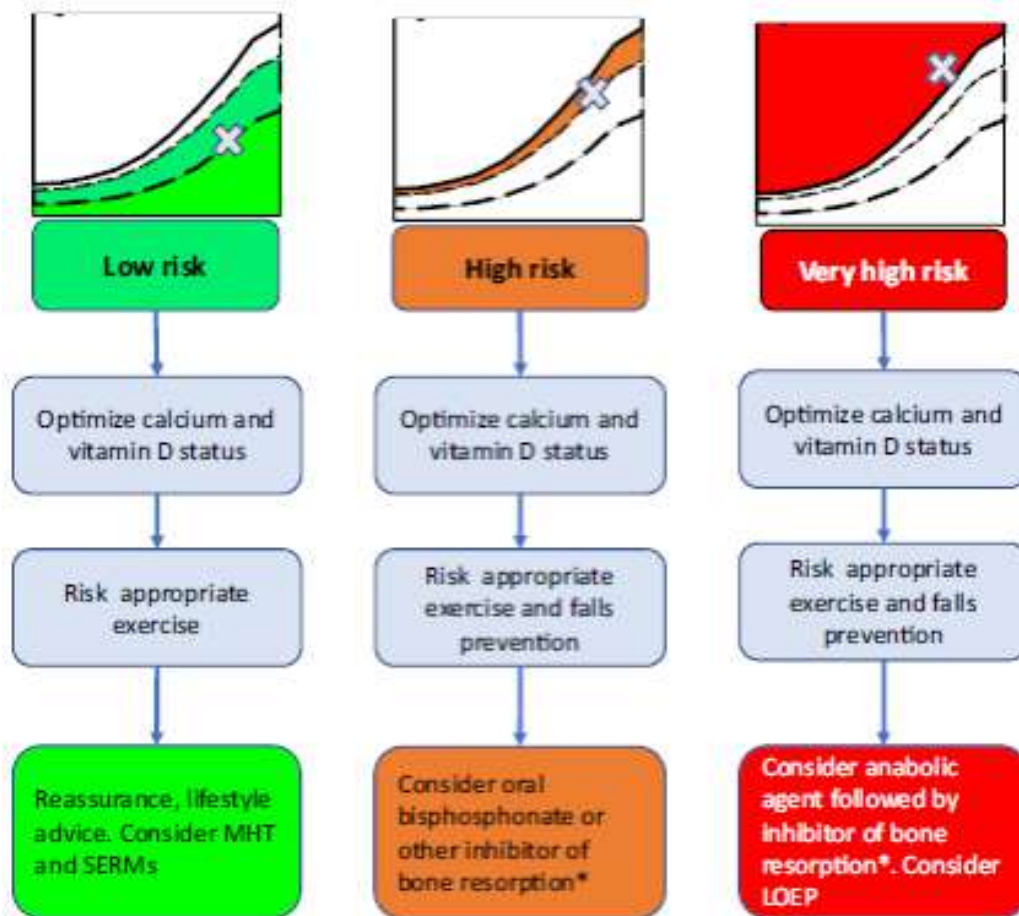 Low risk
Optimize calcium and
vitamin D status
Risk appropriate
exercise
Reassurance, lifestyle
advice. Consider MHT
and SERMs
High risk
Optimize calcium and
vitamin D status
Risk appropriate
exercise and falls
prevention
Consider oral
bisphosphonate or
other inhibitor of
bone resorption*
Very high risk
Optimize calcium and
vitamin D status
Risk appropriate
exercise and falls
prevention
Consider anabolic
agent followed by
inhibitor of bone
resorption*. Consider
LOEP